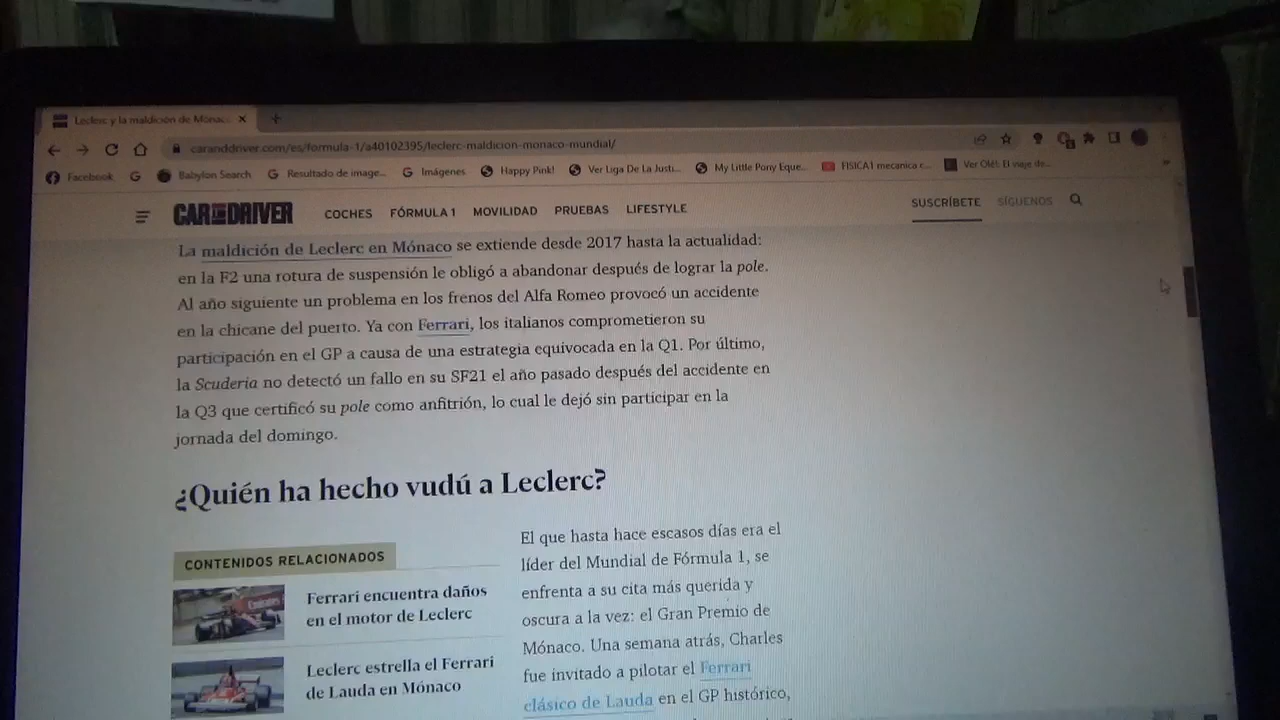 Leclerc y la maldición de Mónac...
caranddriver.com/es/formula-1/a40102395/leclerc-maldicion-monaco-mundial/
Facebook G Babylon Search Resultado de image... Imágenes Happy Pink! Ver Liga De La Justi... My Little Pony Eque... FISICA1 mecanica c... Ver Olé!: El viaje de...
CAR AND DRIVER COCHES FÓRMULA 1 MOVILIDAD PRUEBAS LIFESTYLE SUSCRÍBETE SÍGUENOS
La maldición de Leclerc en Mónaco se extiende desde 2017 hasta la actualidad:
en la F2 una rotura de suspensión le obligó a abandonar después de lograr la pole.
Al año siguiente un problema en los frenos del Alfa Romeo provocó un accidente
en la chicane del puerto. Ya con Ferrari, los italianos comprometieron su
participación en el GP a causa de una estrategia equivocada en la Q1. Por último,
la Scuderia no detectó un fallo en su SF21 el año pasado después del accidente en
la Q3 que certificó su pole como anfitrión, lo cual le dejó sin participar en la
jornada del domingo.
¿Quién ha hecho vudú a Leclerc?
CONTENIDOS RELACIONADOS
Ferrari encuentra daños
en el motor de Leclerc
Leclerc estrella el Ferrari
de Lauda en Mónaco
El que hasta hace escasos días era el
líder del Mundial de Fórmula 1, se
enfrenta a su cita más querida y
oscura a la vez: el Gran Premio de
Mónaco. Una semana atrás, Charles
fue invitado a pilotar el Ferrari
clásico de Lauda en el GP histórico,